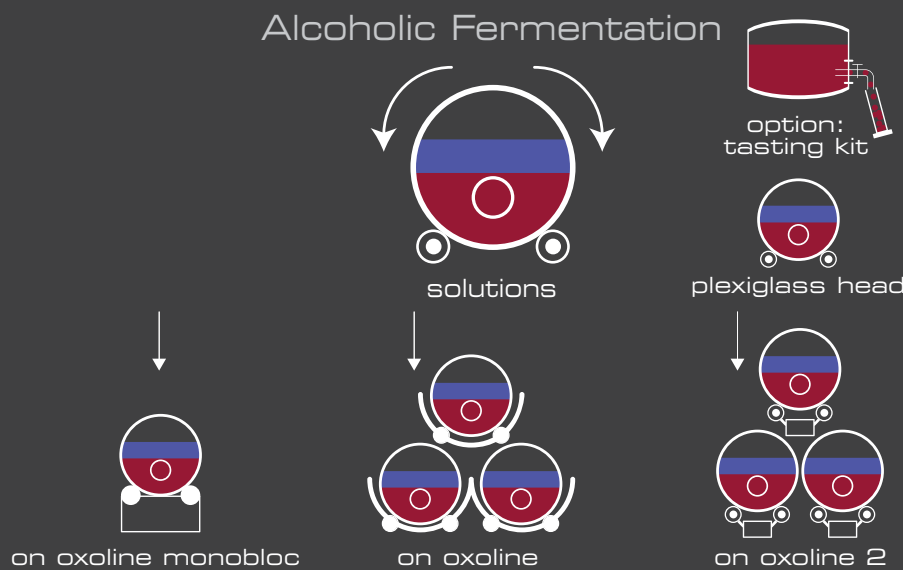 Alcoholic Fermentation
option:
tasting kit
solutions
plexiglass head
on oxoline monobloc
on oxoline
on oxoline 2